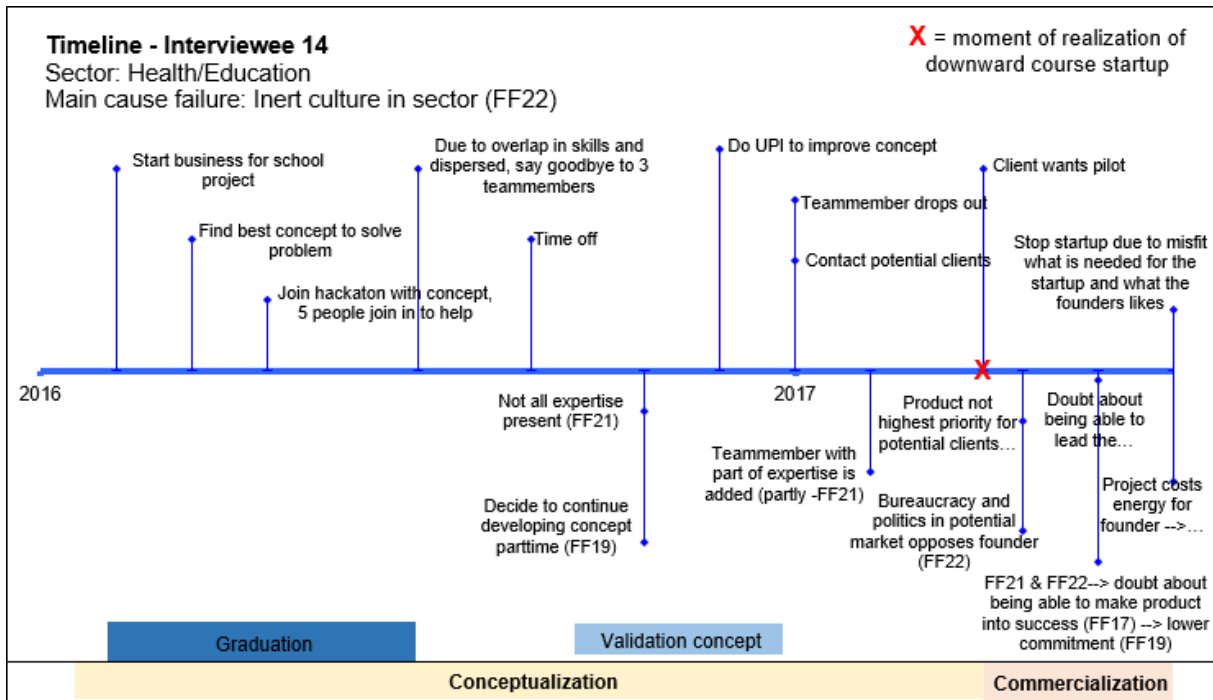 Timeline - Interviewee 14
Sector: Health/Education
Main cause failure: Inert culture in sector (FF22)
X = moment of realization of
downward course startup
Start business for school
project
Find best concept to solve
problem
Join hackaton with concept,
5 people join in to help
Due to overlap in skills and
dispersed, say goodbye to 3
teammembers
Time off
Do UPI to improve concept
Teammember drops out
Contact potential clients
Client wants pilot
Stop startup due to misfit
what is needed for the
startup and what the
founders likes
2016
2017
X
Not all expertise
present (FF21)
Decide to continue
developing concept
parttime (FF19)
Teammember with
part of expertise is
added (partly -FF21)
Product not
highest priority for
potential clients…
Bureaucracy and
politics in potential
market opposes founder
(FF22)
Doubt about
being able to
lead the…
FF21 & FF22--> doubt about
being able to make product
into success (FF17) --> lower
commitment (FF19)
Project costs
energy for
founder -->…
Graduation
Validation concept
Conceptualization
Commercialization